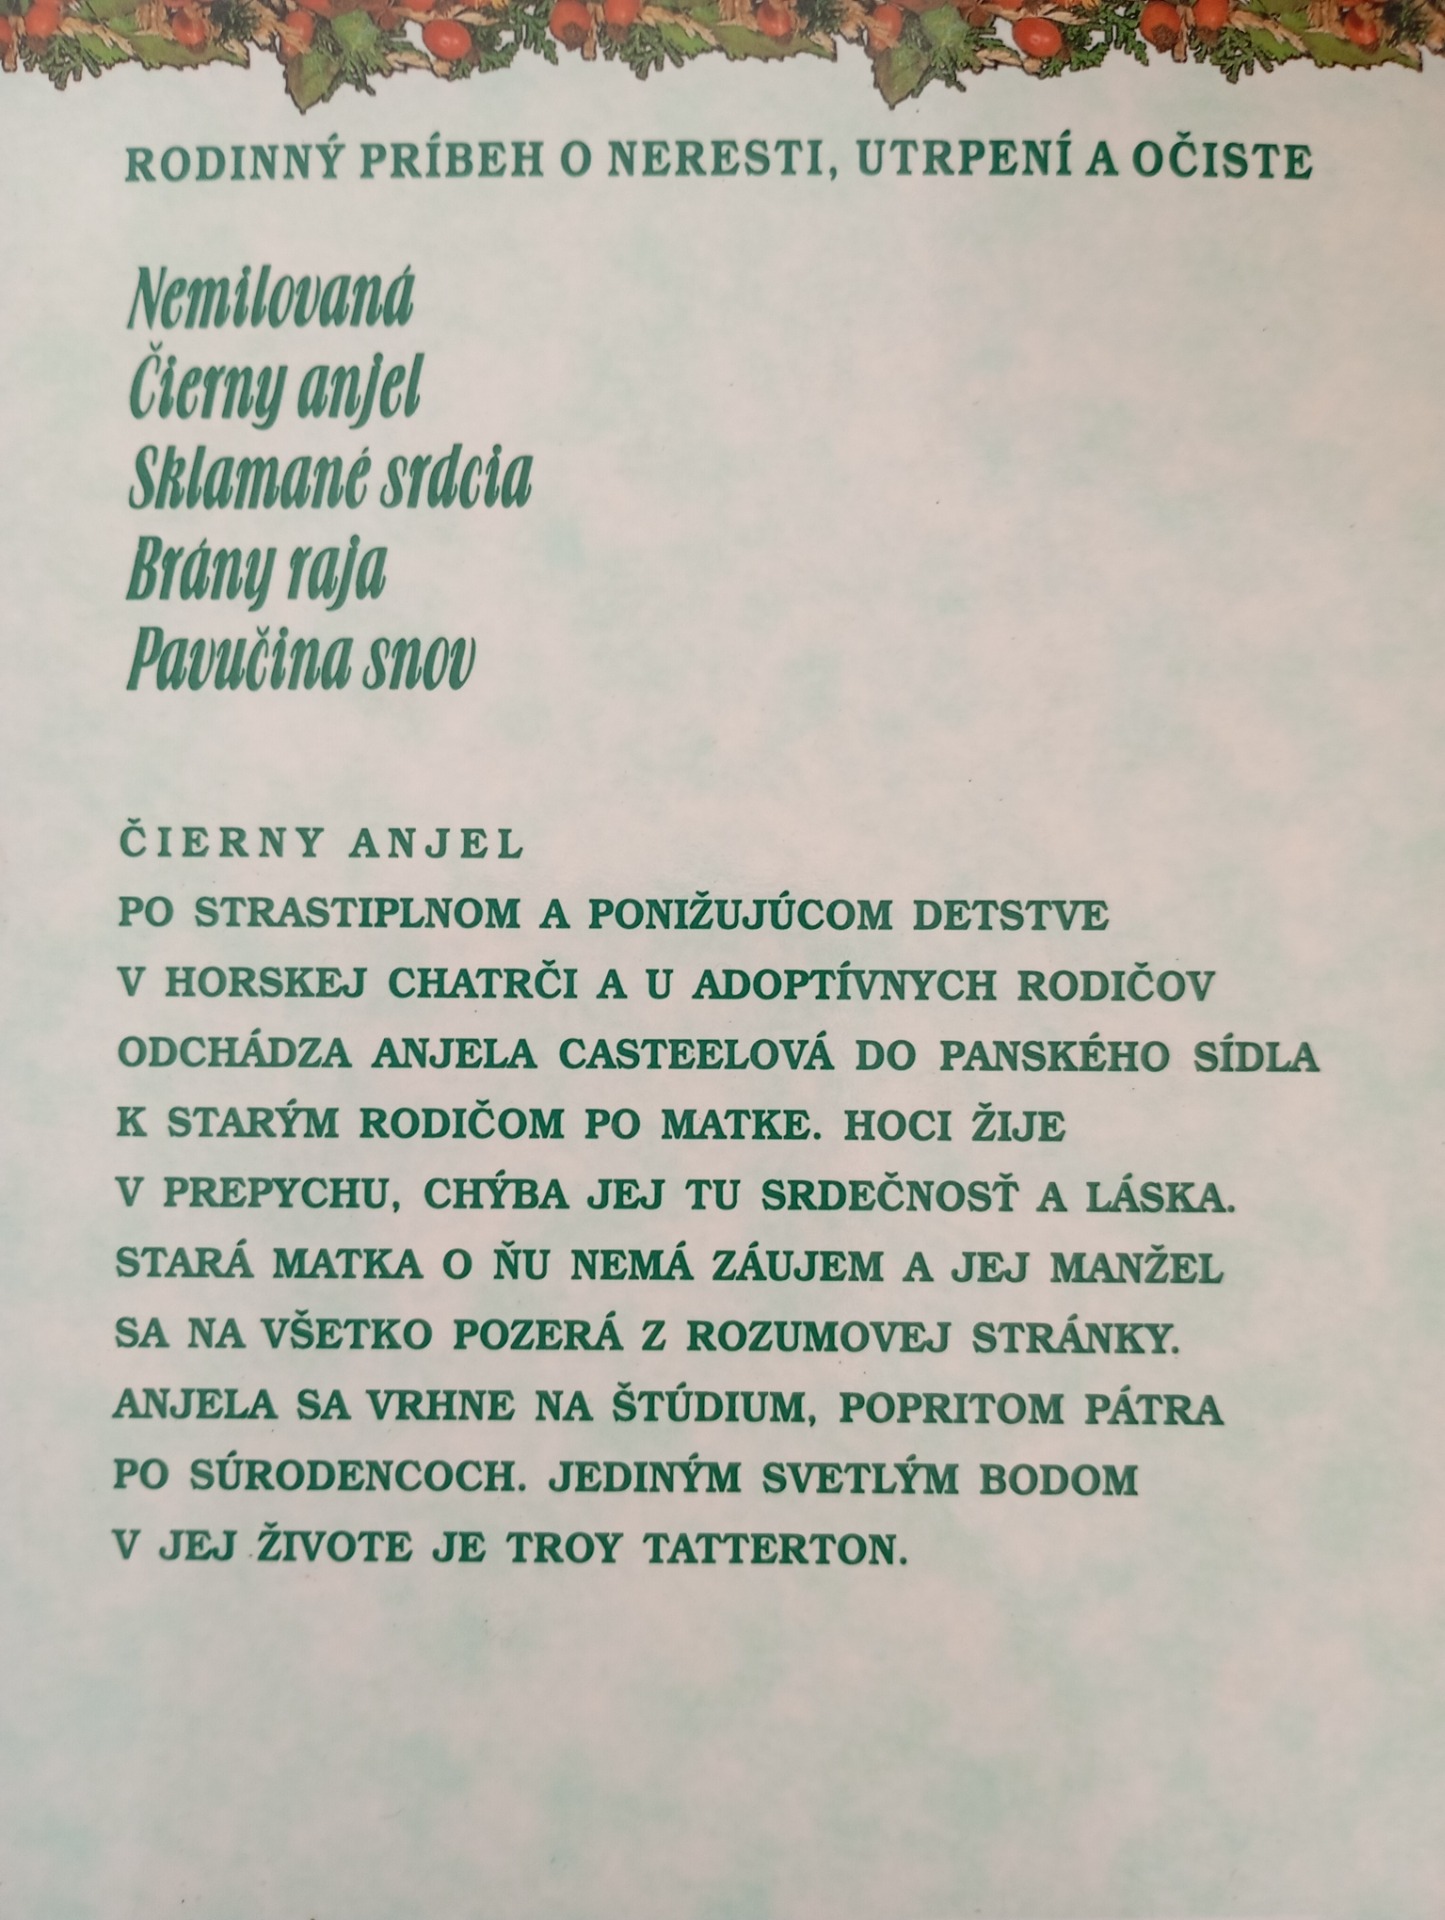 RODINNÝ PRÍBEH O NERESTI, UTRPENÍ A OČISTE
Nemilovaná
Čierny anjel
Sklamané srdcia
Brány raja
Pavučina snov
ČIERNY ANJEL
PO STRASTIPLNOM A PONIŽUJÚCOM DETSTVE
V HORSKEJ CHATRČI A U ADOPTÍVNYCH RODIČOV
ODCHÁDZA ANJELA CASTEELOVÁ DO PANSKÉHO SÍDLA
K STARÝM RODIČOM PO MATKE. HOCI ŽIJE
V PREPYCHU, CHÝBA JEJ TU SRDEČNOSŤ A LÁSKA.
STARÁ MATKA O ŇU NEMÁ ZÁUJEM A JEJ MANŽEL
SA NA VŠETKO POZERÁ Z ROZUMOVEJ STRÁNKY.
ANJELA SA VRHNE NA ŠTÚDIUM, POPRITOM PÁTRA
PO SÚRODENCOCH. JEDINÝM SVETLÝM BODOM
V JEJ ŽIVOTE JE TROY TATTERTON.